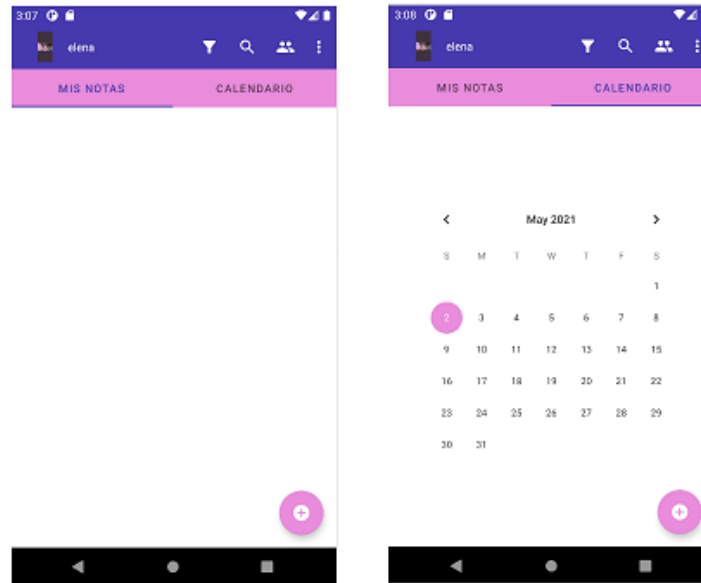 3:07
elena
MIS NOTAS CALENDARIO
3:08
elena
MIS NOTAS CALENDARIO
May 2021
S M T W T F S
1
2 3 4 5 6 7 8
9 10 11 12 13 14 15
16 17 18 19 20 21 22
23 24 25 26 27 28 29
30 31